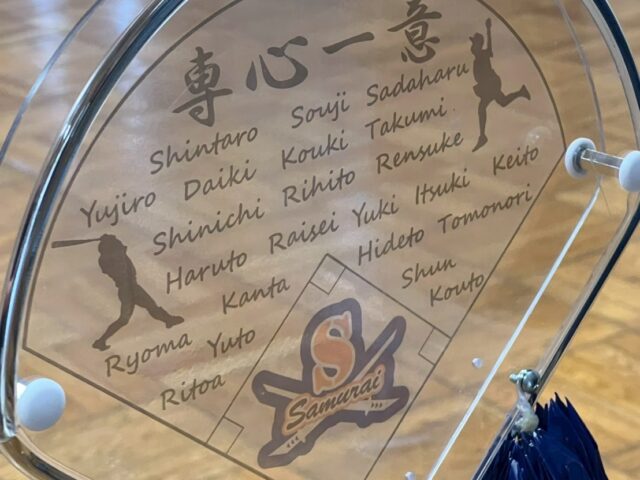 専心一意
Shintaro Souji Sadaharu
Yujiro Daiki Kouki Takumi
Shinichi Rihito Rensuke
Haruto Raisei Yuki Itsuki Keito
Kanta Hideto Tomonori
Ryoma Yuto Shun
Ritoa Kouto
S
Samurai